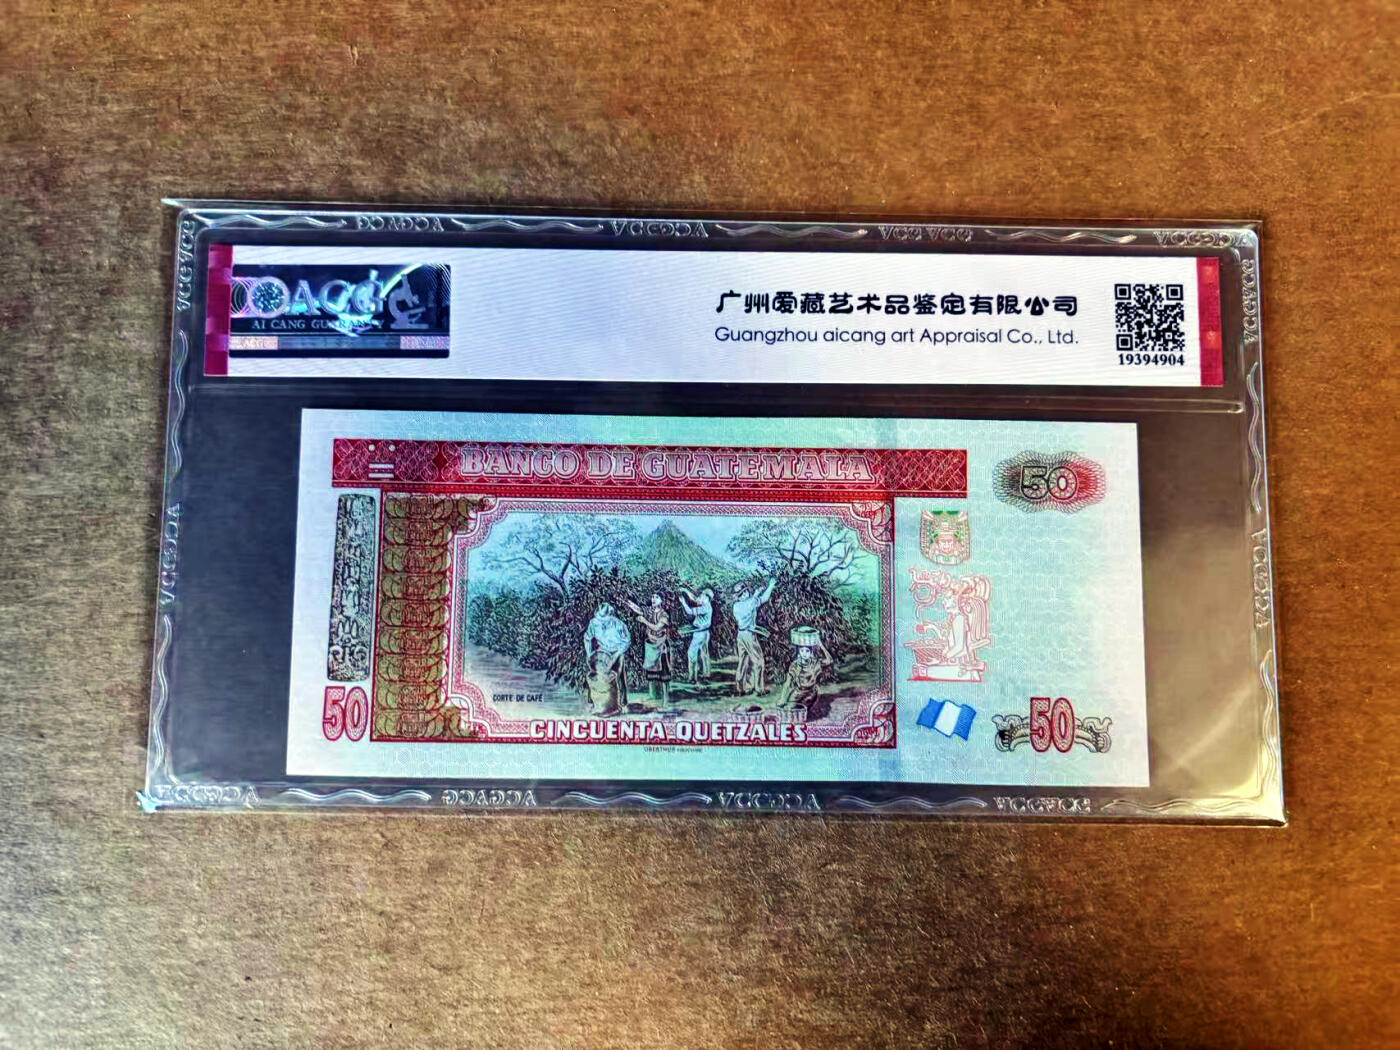 ACG
AI CANG GUARANTY
广州爱藏艺术品鉴定有限公司
Guangzhou aicang art Appraisal Co., Ltd.
19394904
BANCO DE GUATEMALA
50
CORTE DE CAFÉ
50
CINCUENTA QUETZALES
50